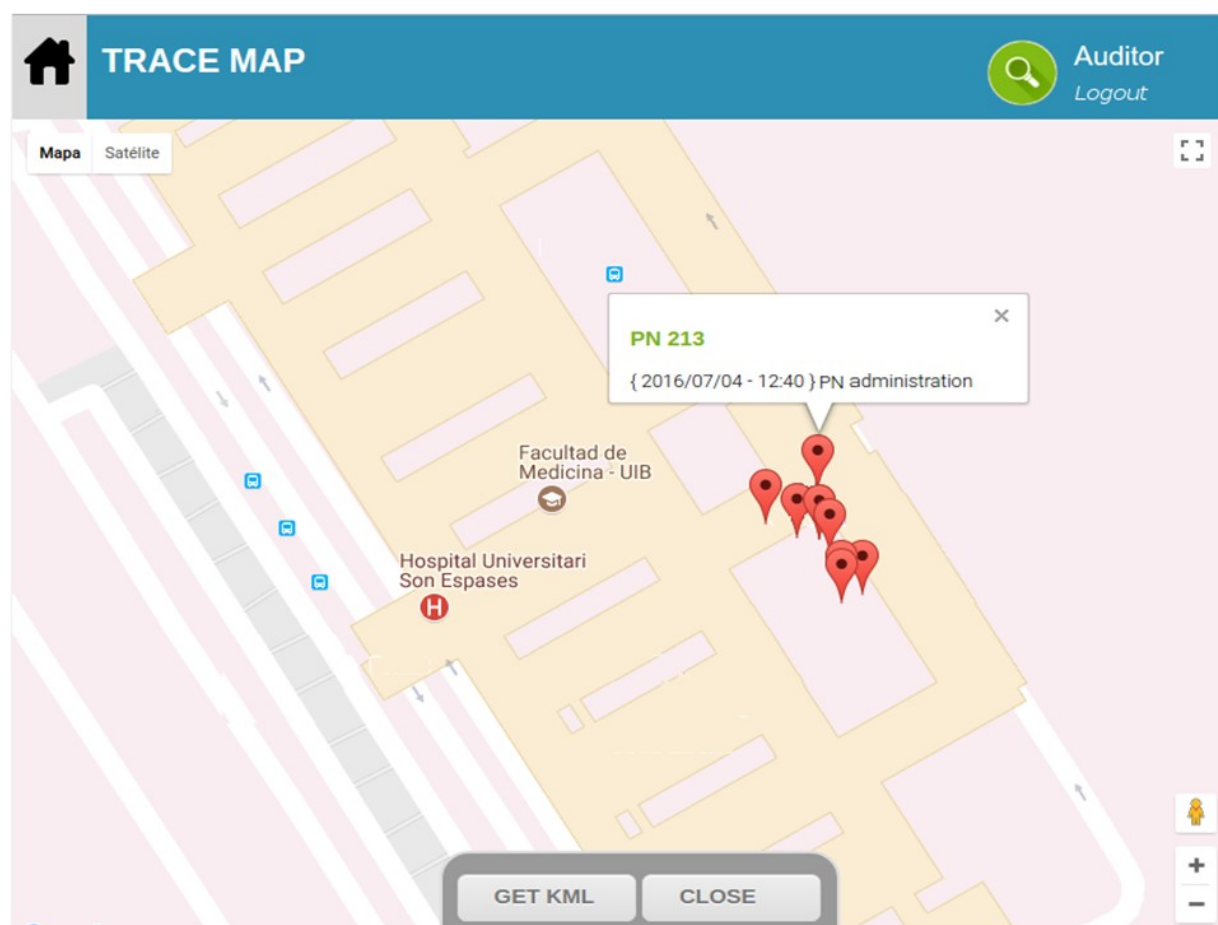 TRACE MAP
Auditor
Logout
Mapa
Satélite
PN 213
{ 2016/07/04 - 12:40 } PN administration
Facultad de
Medicina - UIB
Hospital Universitari
Son Espases
H
GET KML
CLOSE